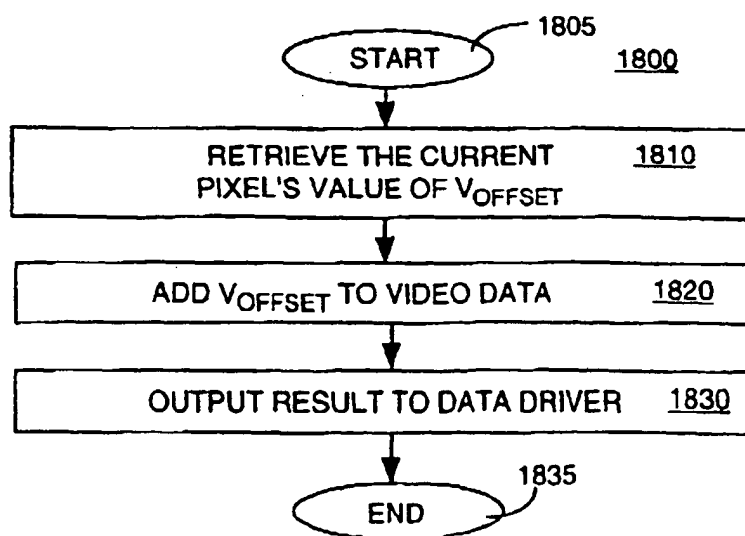 START
1805
1800
RETRIEVE THE CURRENT
PIXEL'S VALUE OF VOFFSET
1810
ADD VOFFSET TO VIDEO DATA
1820
OUTPUT RESULT TO DATA DRIVER
1830
END
1835